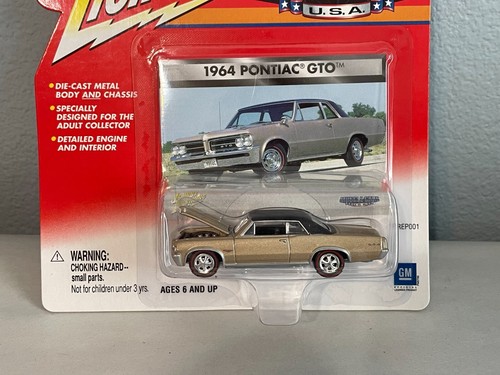 U.S.A.
1964 PONTIAC® GTO™
• DIE-CAST METAL
BODY AND CHASSIS
• SPECIALLY
DESIGNED FOR THE
ADULT COLLECTOR
• DETAILED ENGINE
AND INTERIOR
REP001
WARNING:
CHOKING HAZARD--
small parts.
Not for children under 3 yrs.
AGES 6 AND UP
GM